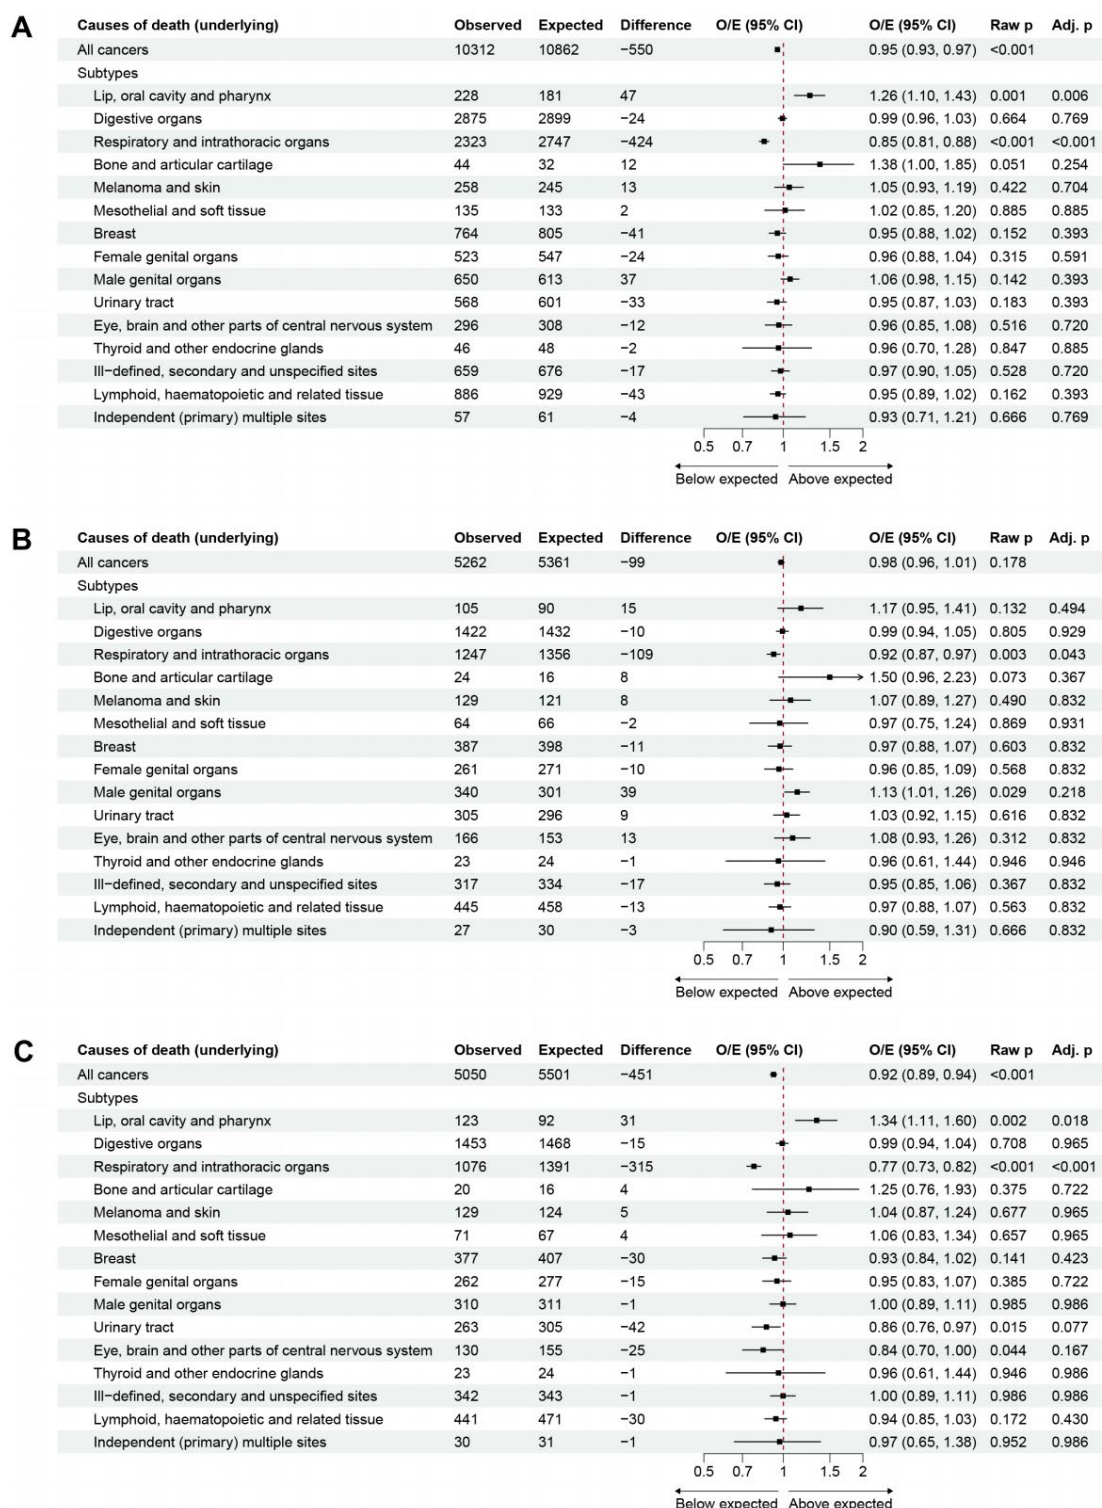 A
Causes of death (underlying) Observed Expected Difference O/E (95% CI) O/E (95% CI) Raw p Adj. p
All cancers 10312 10862 −550 0.95 (0.93, 0.97) <0.001
Subtypes
Lip, oral cavity and pharynx 228 181 47 1.26 (1.10, 1.43) 0.001 0.006
Digestive organs 2875 2899 −24 0.99 (0.96, 1.03) 0.664 0.769
Respiratory and intrathoracic organs 2323 2747 −424 0.85 (0.81, 0.88) <0.001 <0.001
Bone and articular cartilage 44 32 12 1.38 (1.00, 1.85) 0.051 0.254
Melanoma and skin 258 245 13 1.05 (0.93, 1.19) 0.422 0.704
Mesothelial and soft tissue 135 133 2 1.02 (0.85, 1.20) 0.885 0.885
Breast 764 805 −41 0.95 (0.88, 1.02) 0.152 0.393
Female genital organs 523 547 −24 0.96 (0.88, 1.04) 0.315 0.591
Male genital organs 650 613 37 1.06 (0.98, 1.15) 0.142 0.393
Urinary tract 568 601 −33 0.95 (0.87, 1.03) 0.183 0.393
Eye, brain and other parts of central nervous system 296 308 −12 0.96 (0.85, 1.08) 0.516 0.720
Thyroid and other endocrine glands 46 48 −2 0.96 (0.70, 1.28) 0.847 0.885
Ill−defined, secondary and unspecified sites 659 676 −17 0.97 (0.90, 1.05) 0.528 0.720
Lymphoid, haematopoietic and related tissue 886 929 −43 0.95 (0.89, 1.02) 0.162 0.393
Independent (primary) multiple sites 57 61 −4 0.93 (0.71, 1.21) 0.666 0.769
0.5 0.7 1 1.5 2
Below expected Above expected
B
Causes of death (underlying) Observed Expected Difference O/E (95% CI) O/E (95% CI) Raw p Adj. p
All cancers 5262 5361 −99 0.98 (0.96, 1.01) 0.178
Subtypes
Lip, oral cavity and pharynx 105 90 15 1.17 (0.95, 1.41) 0.132 0.494
Digestive organs 1422 1432 −10 0.99 (0.94, 1.05) 0.805 0.929
Respiratory and intrathoracic organs 1247 1356 −109 0.92 (0.87, 0.97) 0.003 0.043
Bone and articular cartilage 24 16 8 1.50 (0.96, 2.23) 0.073 0.367
Melanoma and skin 129 121 8 1.07 (0.89, 1.27) 0.490 0.832
Mesothelial and soft tissue 64 66 −2 0.97 (0.75, 1.24) 0.869 0.931
Breast 387 398 −11 0.97 (0.88, 1.07) 0.603 0.832
Female genital organs 261 271 −10 0.96 (0.85, 1.09) 0.568 0.832
Male genital organs 340 301 39 1.13 (1.01, 1.26) 0.029 0.218
Urinary tract 305 296 9 1.03 (0.92, 1.15) 0.616 0.832
Eye, brain and other parts of central nervous system 166 153 13 1.08 (0.93, 1.26) 0.312 0.832
Thyroid and other endocrine glands 23 24 −1 0.96 (0.61, 1.44) 0.946 0.946
Ill−defined, secondary and unspecified sites 317 334 −17 0.95 (0.85, 1.06) 0.367 0.832
Lymphoid, haematopoietic and related tissue 445 458 −13 0.97 (0.88, 1.07) 0.563 0.832
Independent (primary) multiple sites 27 30 −3 0.90 (0.59, 1.31) 0.666 0.832
0.5 0.7 1 1.5 2
Below expected Above expected
C
Causes of death (underlying) Observed Expected Difference O/E (95% CI) O/E (95% CI) Raw p Adj. p
All cancers 5050 5501 −451 0.92 (0.89, 0.94) <0.001
Subtypes
Lip, oral cavity and pharynx 123 92 31 1.34 (1.11, 1.60) 0.002 0.018
Digestive organs 1453 1468 −15 0.99 (0.94, 1.04) 0.708 0.965
Respiratory and intrathoracic organs 1076 1391 −315 0.77 (0.73, 0.82) <0.001 <0.001
Bone and articular cartilage 20 16 4 1.25 (0.76, 1.93) 0.375 0.722
Melanoma and skin 129 124 5 1.04 (0.87, 1.24) 0.677 0.965
Mesothelial and soft tissue 71 67 4 1.06 (0.83, 1.34) 0.657 0.965
Breast 377 407 −30 0.93 (0.84, 1.02) 0.141 0.423
Female genital organs 262 277 −15 0.95 (0.83, 1.07) 0.385 0.722
Male genital organs 310 311 −1 1.00 (0.89, 1.11) 0.985 0.986
Urinary tract 263 305 −42 0.86 (0.76, 0.97) 0.015 0.077
Eye, brain and other parts of central nervous system 130 155 −25 0.84 (0.70, 1.00) 0.044 0.167
Thyroid and other endocrine glands 23 24 −1 0.96 (0.61, 1.44) 0.946 0.986
Ill−defined, secondary and unspecified sites 342 343 −1 1.00 (0.89, 1.11) 0.986 0.986
Lymphoid, haematopoietic and related tissue 441 471 −30 0.94 (0.85, 1.03) 0.172 0.430
Independent (primary) multiple sites 30 31 −1 0.97 (0.65, 1.38) 0.952 0.986
0.5 0.7 1 1.5 2
Below expected Above expected